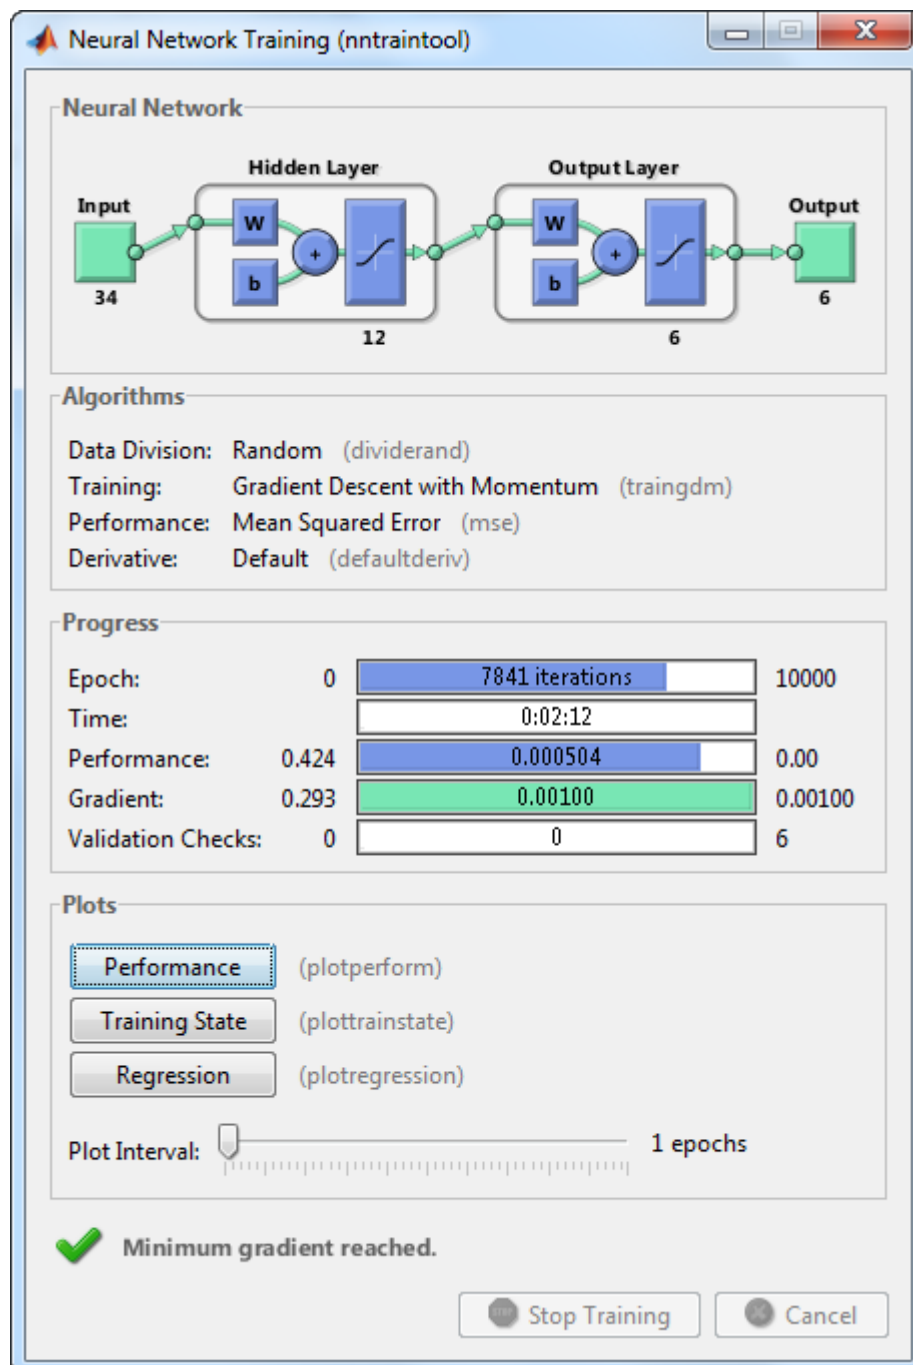 Neural Network Training (nntraintool)
Neural Network
Hidden Layer Output Layer
Input Output
W W
+ +
b b
34 6
12 6
Algorithms
Data Division: Random (dividerand)
Training: Gradient Descent with Momentum (traingdm)
Performance: Mean Squared Error (mse)
Derivative: Default (defaultderiv)
Progress
Epoch: 0 7841 iterations 10000
Time: 0:02:12
Performance: 0.424 0.000504 0.00
Gradient: 0.293 0.00100 0.00100
Validation Checks: 0 0 6
Plots
Performance (plotperform)
Training State (plottrainstate)
Regression (plotregression)
Plot Interval: 1 epochs
Minimum gradient reached.
STOP Stop Training Cancel